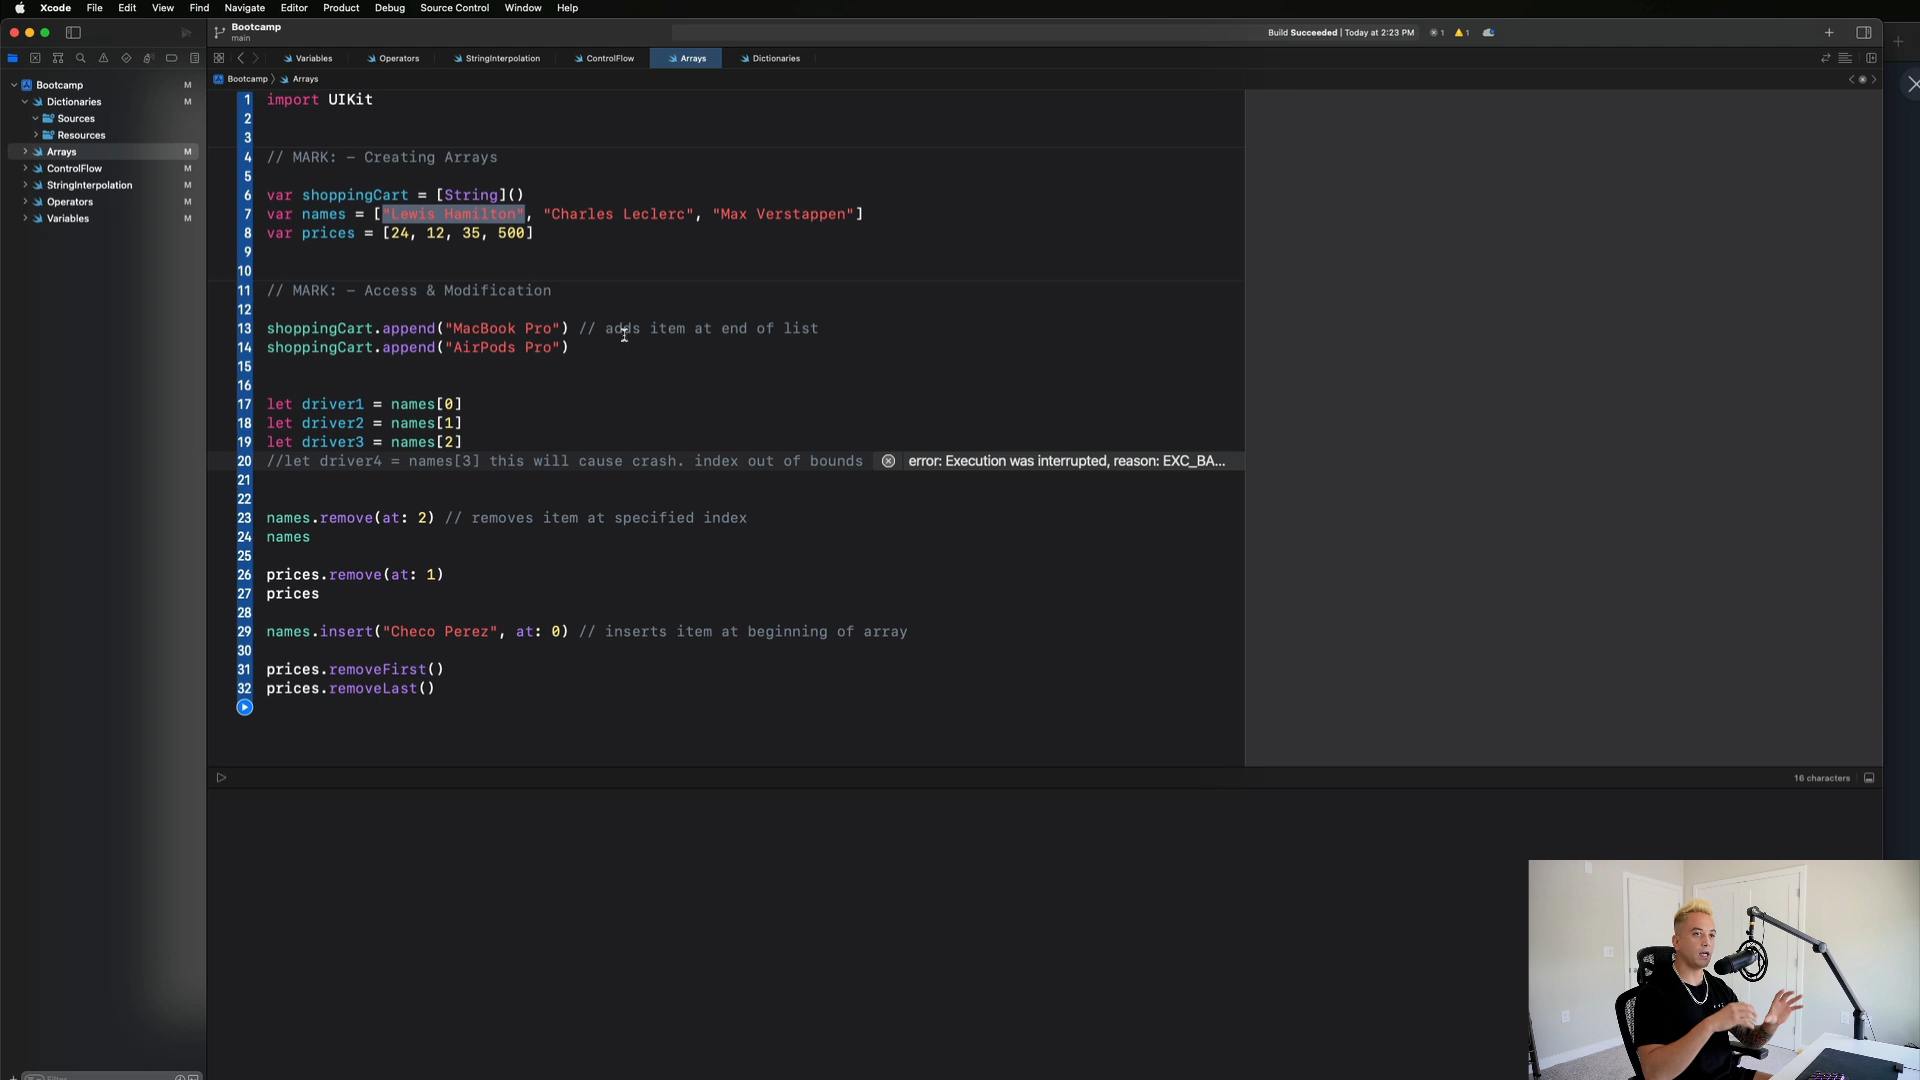 Xcode File Edit View Find Navigate Editor Product Debug Source Control Window Help
Bootcamp
main
Build Succeeded | Today at 2:23 PM 1 1
Variables Operators StringInterpolation ControlFlow Arrays Dictionaries
Bootcamp Arrays
Bootcamp M
Dictionaries M
Sources
Resources
Arrays M
ControlFlow M
StringInterpolation M
Operators M
Variables M
1 import UIKit
2
3
4 // MARK: - Creating Arrays
5
6 var shoppingCart = [String]()
7 var names = ["Lewis Hamilton", "Charles Leclerc", "Max Verstappen"]
8 var prices = [24, 12, 35, 500]
9
10
11 // MARK: - Access & Modification
12
13 shoppingCart.append("MacBook Pro") // adds item at end of list
14 shoppingCart.append("AirPods Pro")
15
16
17 let driver1 = names[0]
18 let driver2 = names[1]
19 let driver3 = names[2]
20 //let driver4 = names[3] this will cause crash. index out of bounds error: Execution was interrupted, reason: EXC_BA...
21
22
23 names.remove(at: 2) // removes item at specified index
24 names
25
26 prices.remove(at: 1)
27 prices
28
29 names.insert("Checo Perez", at: 0) // inserts item at beginning of array
30
31 prices.removeFirst()
32 prices.removeLast()
16 characters